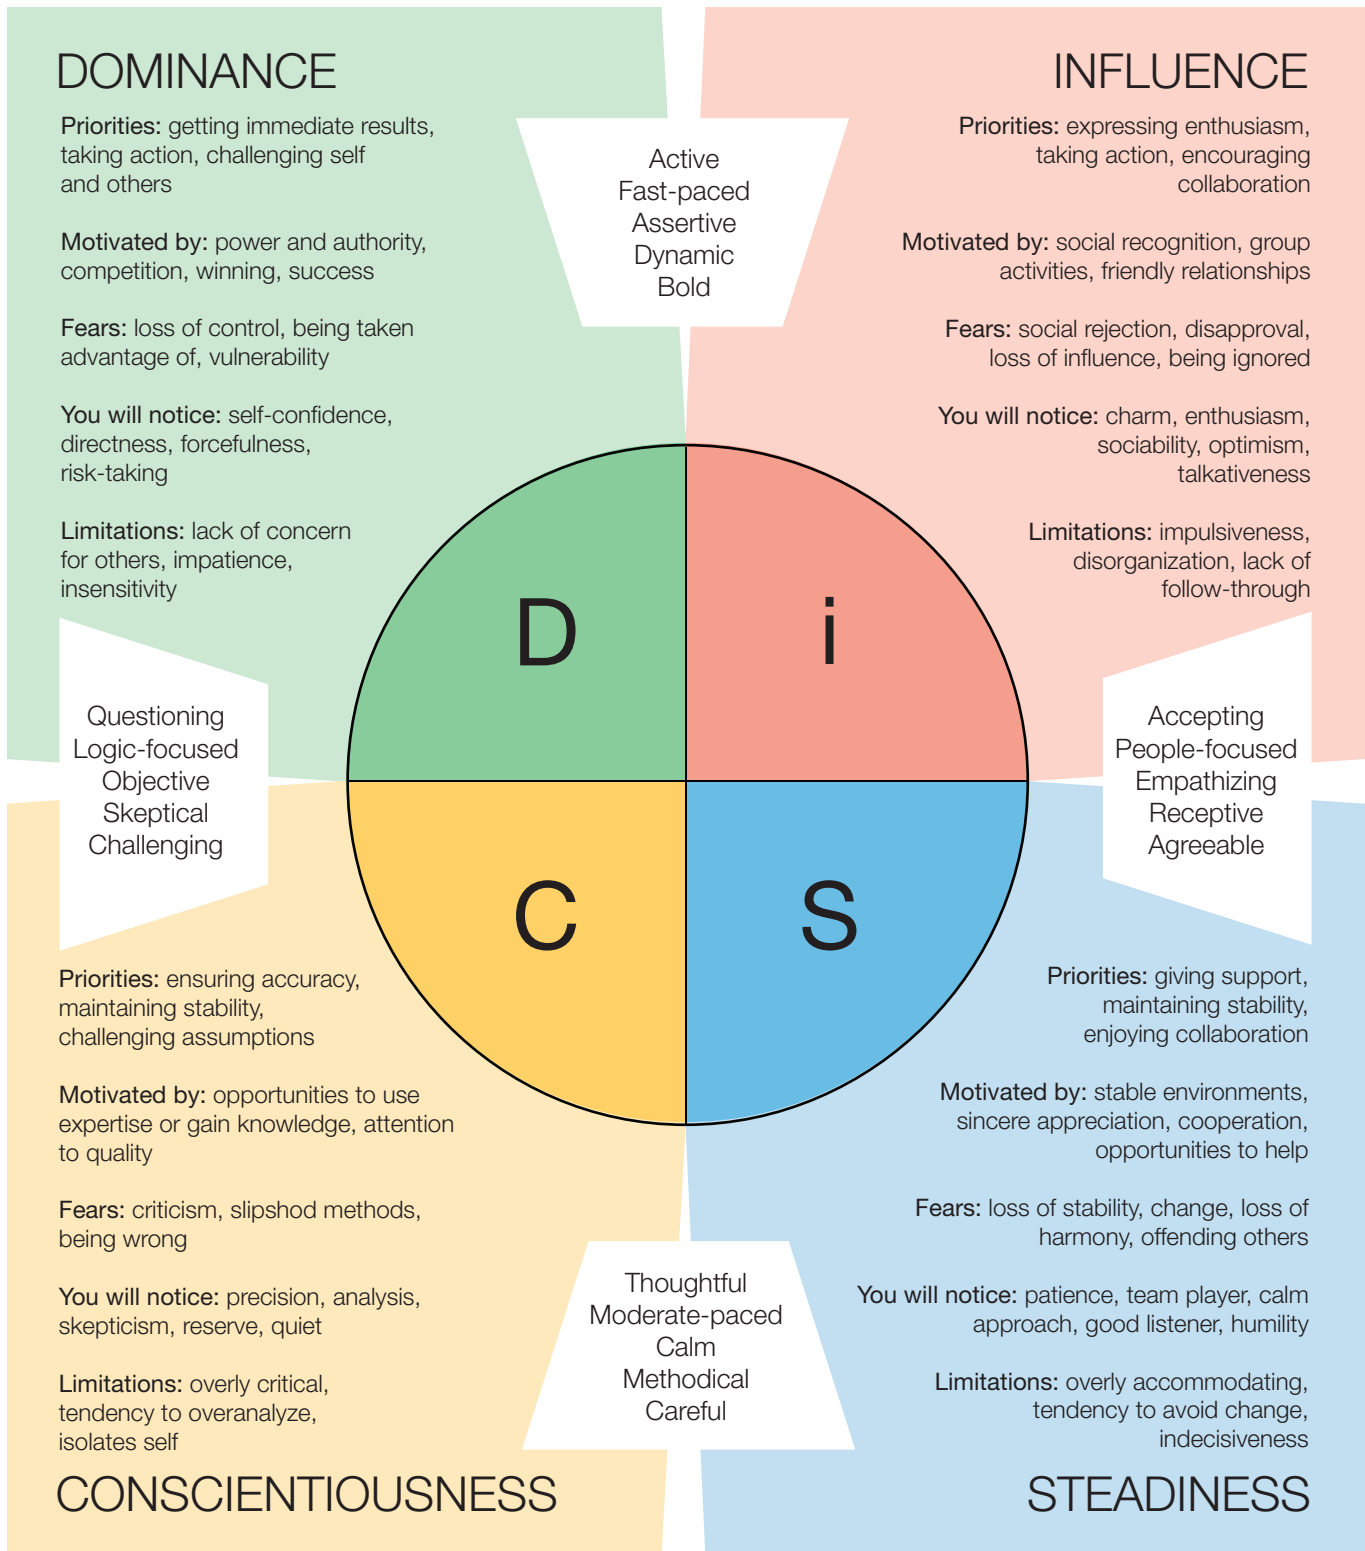 DOMINANCE
Priorities: getting immediate results,
taking action, challenging self
and others
Motivated by: power and authority,
competition, winning, success
Fears: loss of control, being taken
advantage of, vulnerability
You will notice: self-confidence,
directness, forcefulness,
risk-taking
Limitations: lack of concern
for others, impatience,
insensitivity
Active
Fast-paced
Assertive
Dynamic
Bold
INFLUENCE
Priorities: expressing enthusiasm,
taking action, encouraging
collaboration
Motivated by: social recognition, group
activities, friendly relationships
Fears: social rejection, disapproval,
loss of influence, being ignored
You will notice: charm, enthusiasm,
sociability, optimism,
talkativeness
Limitations: impulsiveness,
disorganization, lack of
follow-through
D
i
Questioning
Logic-focused
Objective
Skeptical
Challenging
Accepting
People-focused
Empathizing
Receptive
Agreeable
C
S
Priorities: ensuring accuracy,
maintaining stability,
challenging assumptions
Motivated by: opportunities to use
expertise or gain knowledge, attention
to quality
Fears: criticism, slipshod methods,
being wrong
You will notice: precision, analysis,
skepticism, reserve, quiet
Limitations: overly critical,
tendency to overanalyze,
isolates self
CONSCIENTIOUSNESS
Thoughtful
Moderate-paced
Calm
Methodical
Careful
Priorities: giving support,
maintaining stability,
enjoying collaboration
Motivated by: stable environments,
sincere appreciation, cooperation,
opportunities to help
Fears: loss of stability, change, loss of
harmony, offending others
You will notice: patience, team player, calm
approach, good listener, humility
Limitations: overly accommodating,
tendency to avoid change,
indecisiveness
STEADINESS